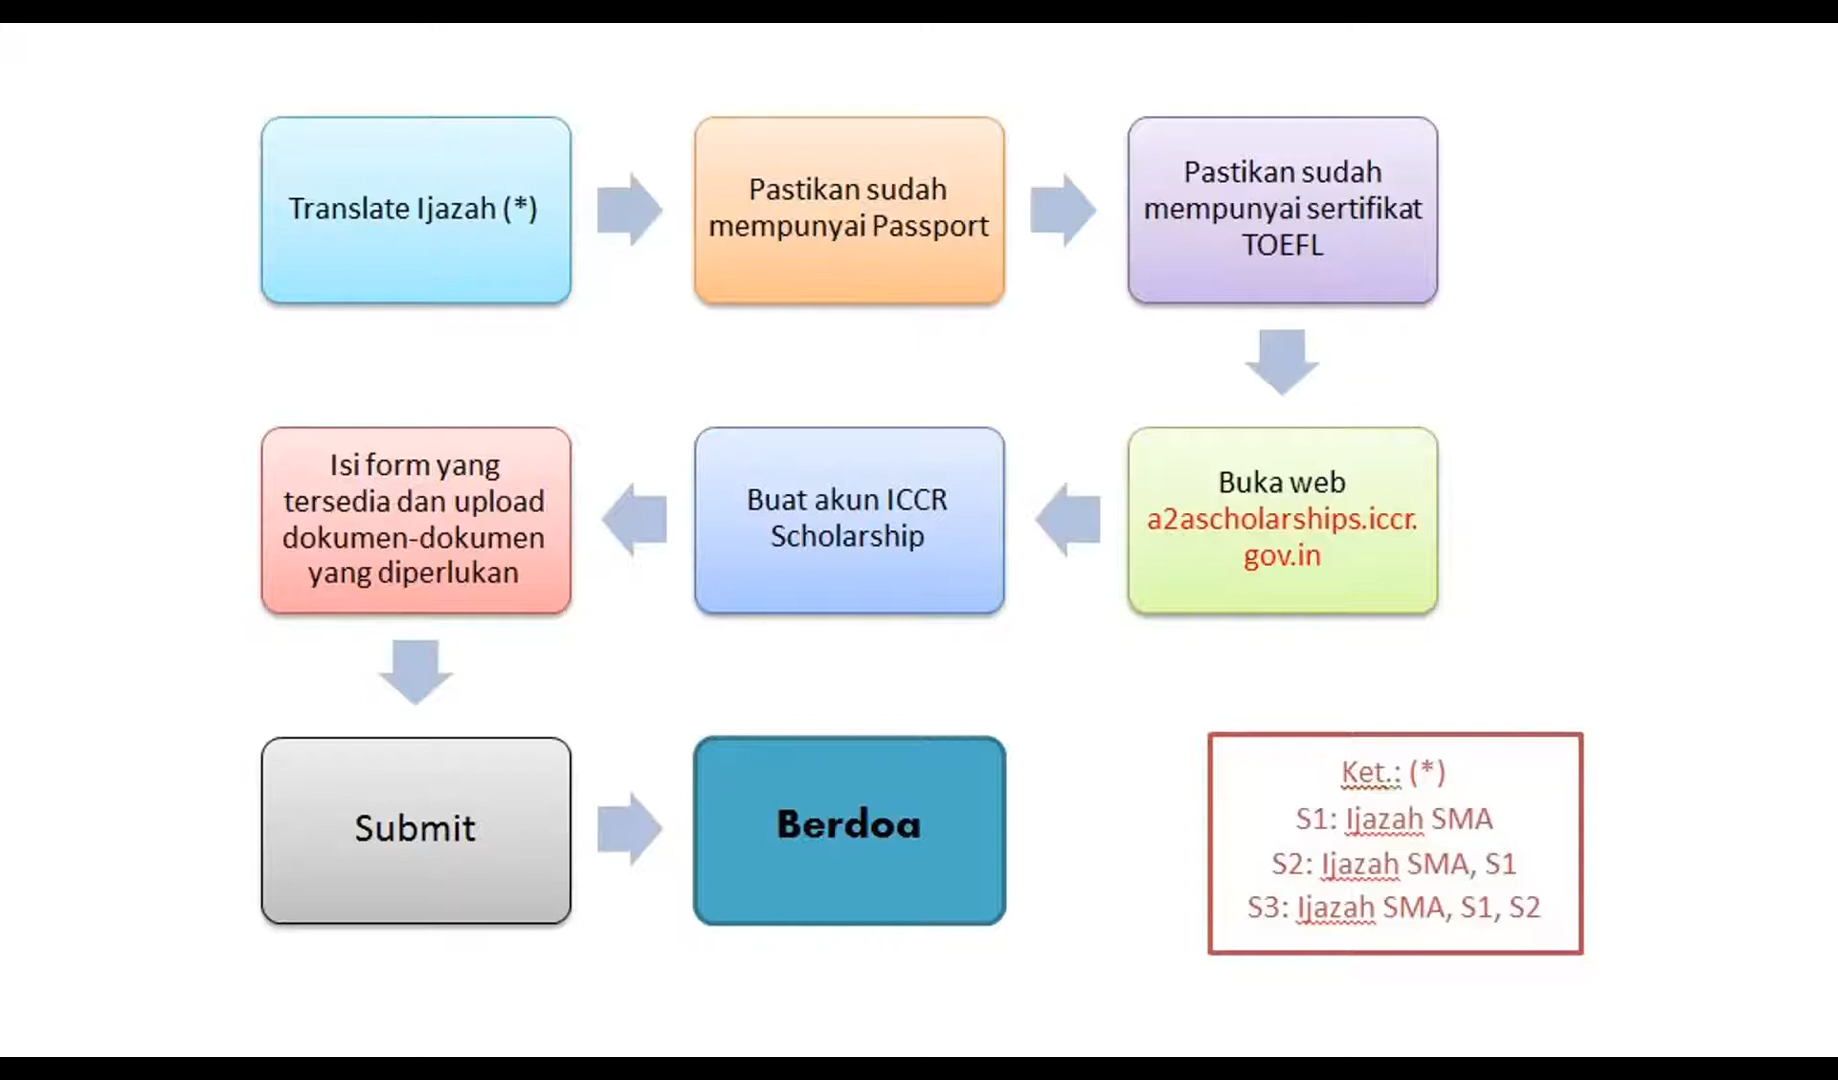 Translate Ijazah (*)
Pastikan sudah
mempunyai Passport
Pastikan sudah
mempunyai sertifikat
TOEFL
Buka web
a2ascholarships.iccr.
gov.in
Buat akun ICCR
Scholarship
Isi form yang
tersedia dan upload
dokumen-dokumen
yang diperlukan
Submit
Berdoa
Ket.: (*)
S1: Ijazah SMA
S2: Ijazah SMA, S1
S3: Ijazah SMA, S1, S2